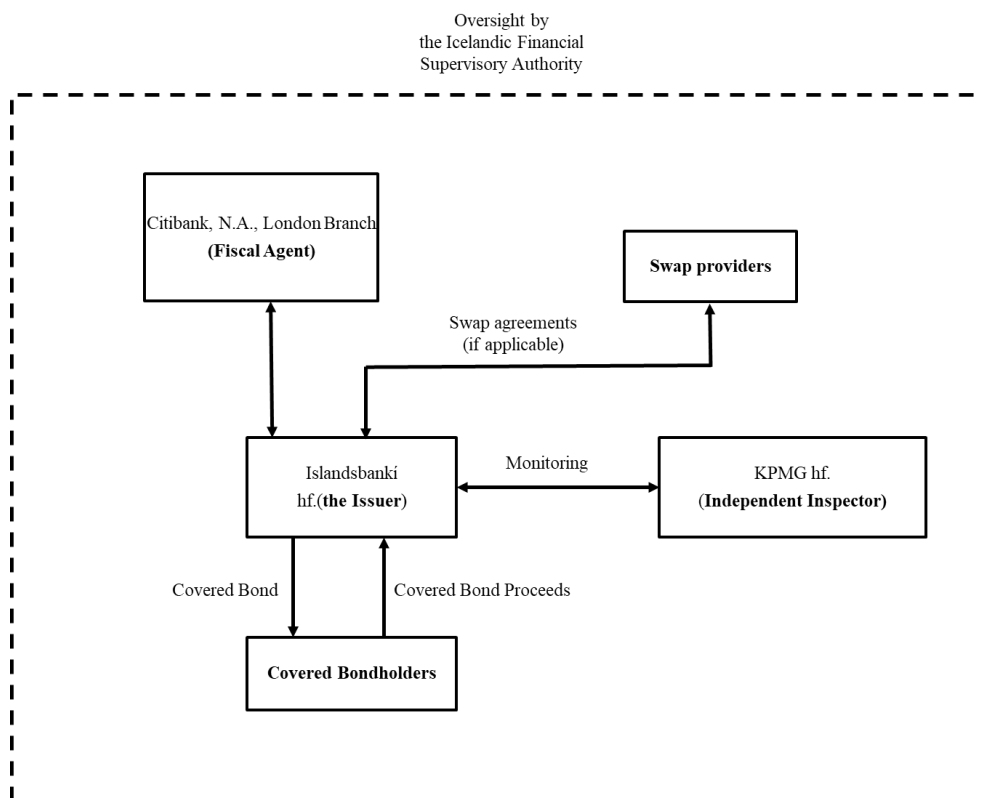 Oversight by
the Icelandic Financial
Supervisory Authority
Citibank, N.A., London Branch
(Fiscal Agent)
Swap providers
Swap agreements
(if applicable)
Islandsbankí
hf.(the Issuer)
Monitoring
KPMG hf.
(Independent Inspector)
Covered Bond
Covered Bond Proceeds
Covered Bondholders